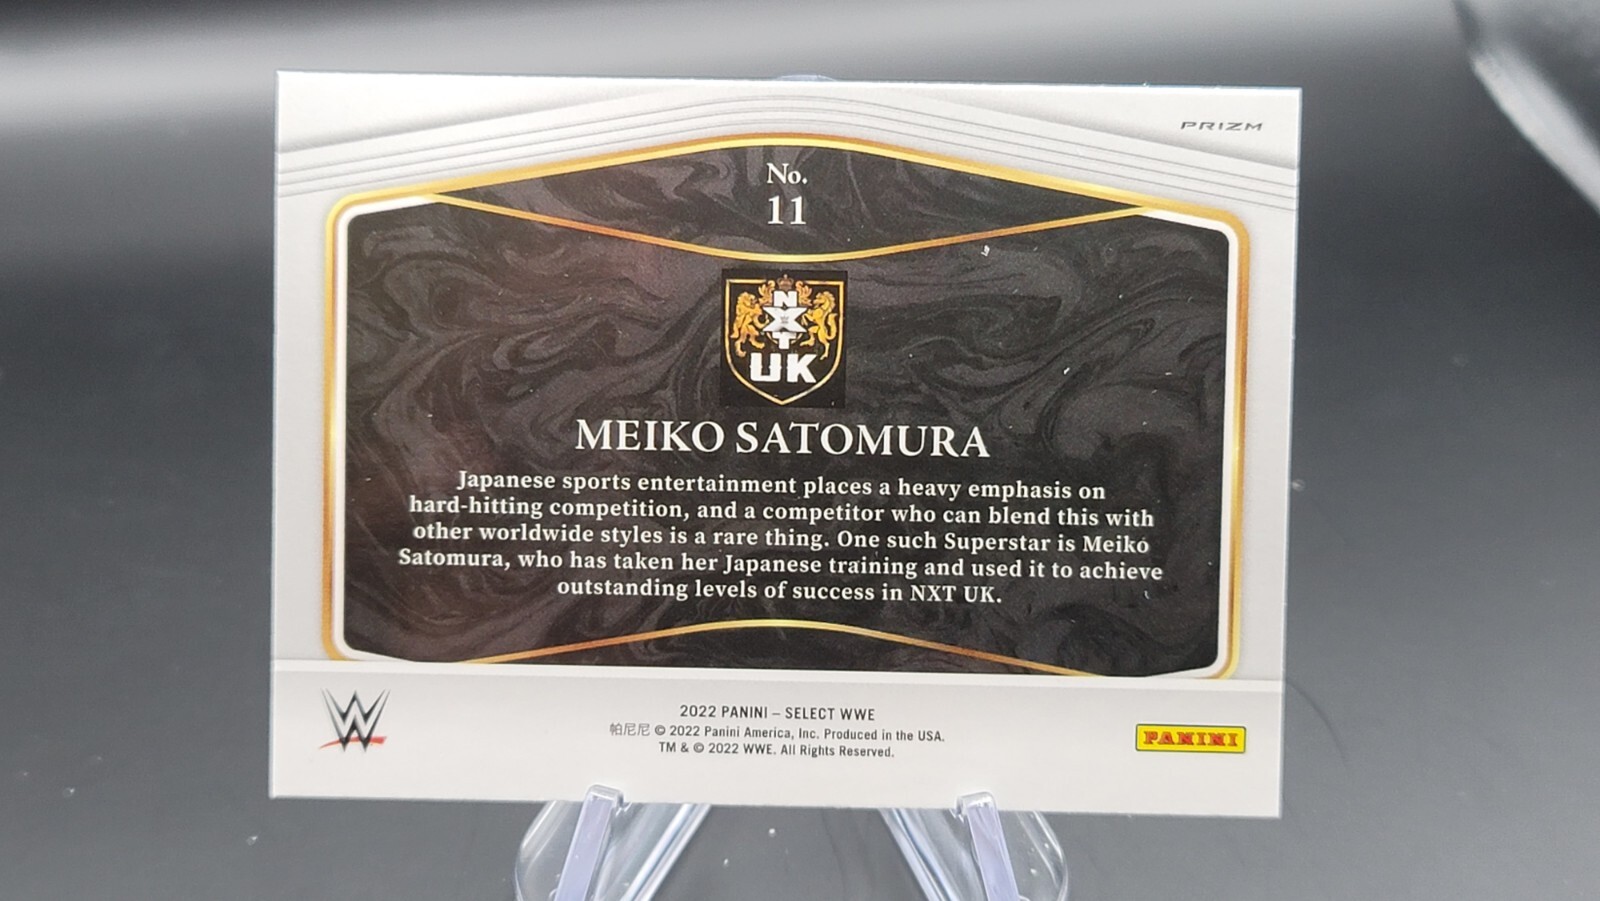 PRIZM
No.
11
NXT
UK
MEIKO SATOMURA
Japanese sports entertainment places a heavy emphasis on
hard-hitting competition, and a competitor who can blend this with
other worldwide styles is a rare thing. One such Superstar is Meiko
Satomura, who has taken her Japanese training and used it to achieve
outstanding levels of success in NXT UK.
W
2022 PANINI – SELECT WWE
帕尼尼 © 2022 Panini America, Inc. Produced in the USA.
TM & © 2022 WWE. All Rights Reserved.
PANINI